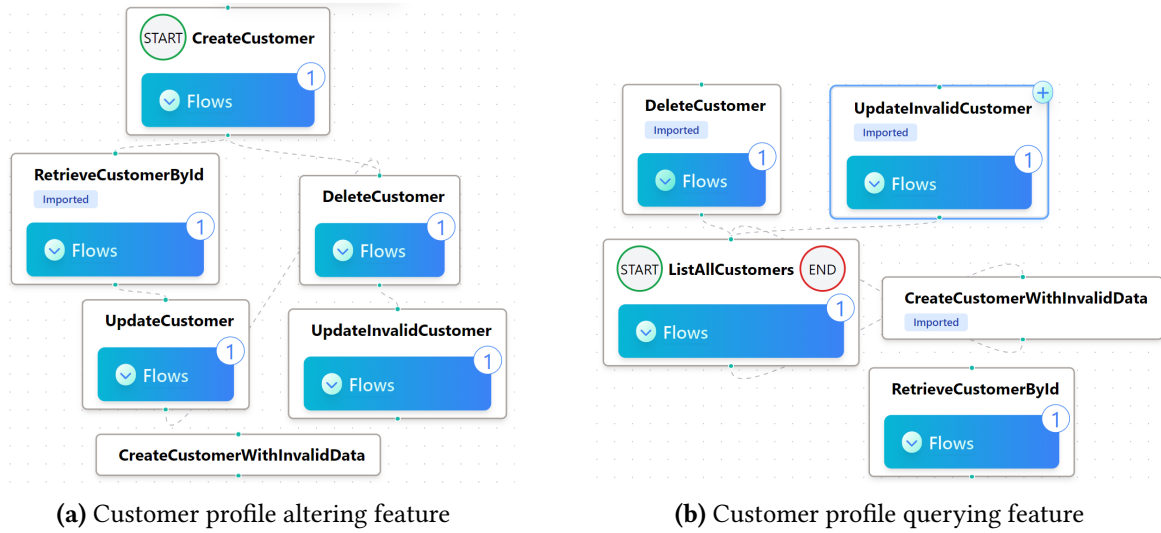 START CreateCustomer
1
Flows
RetrieveCustomerById
Imported
1
Flows
DeleteCustomer
1
Flows
UpdateCustomer
1
Flows
UpdateInvalidCustomer
1
Flows
CreateCustomerWithInvalidData
(a) Customer profile altering feature
DeleteCustomer
Imported
1
Flows
UpdateInvalidCustomer
+
Imported
1
Flows
START ListAllCustomers END
1
Flows
CreateCustomerWithInvalidData
Imported
RetrieveCustomerById
1
Flows
(b) Customer profile querying feature